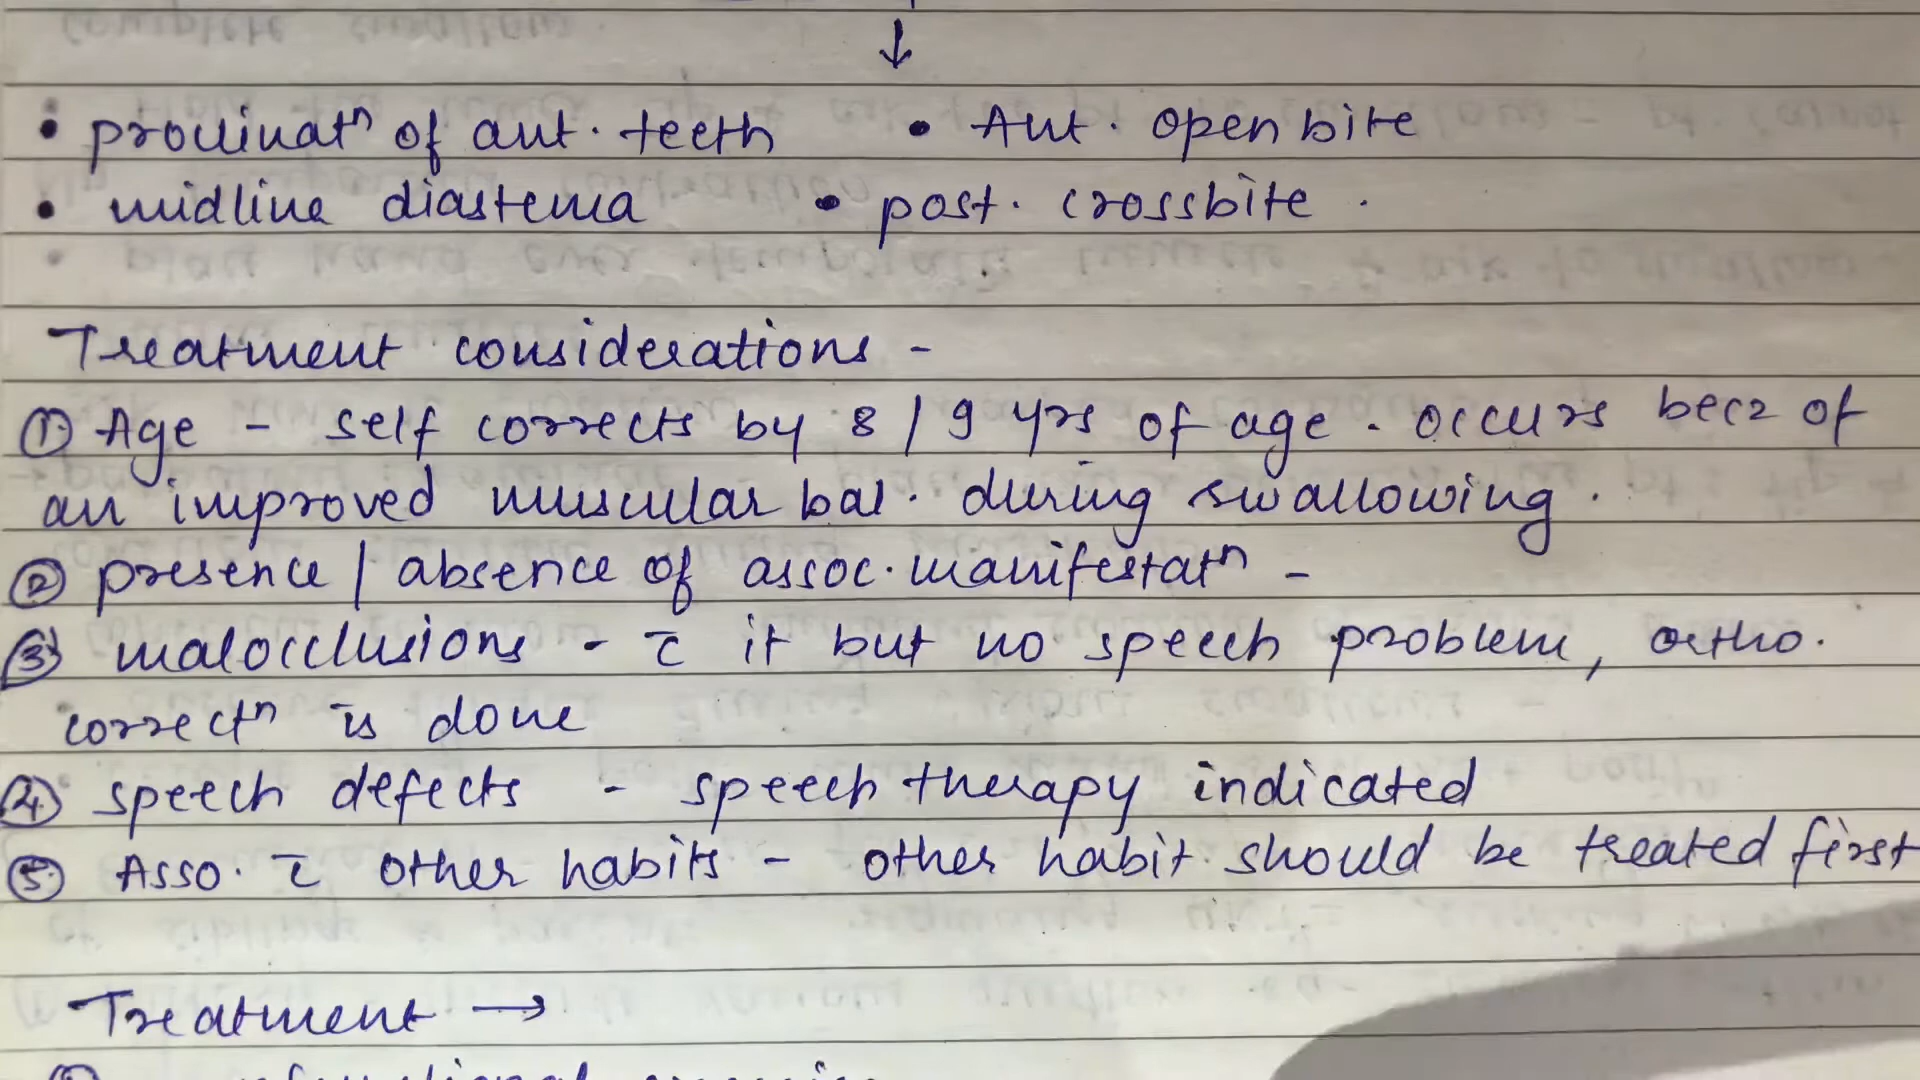 ↓
• proclinatⁿ of ant. teeth • Ant. open bite
• midline diastema • post. crossbite.
Treatment considerations -
① Age - self corrects by 8/9 yrs of age. occurs becz of
an improved muscular bal. during swallowing.
② presence / absence of assoc. manifestatⁿ -
③ malocclusions - c̄ it but no speech problem, ortho.
correctⁿ is done
④ speech defects - speech therapy indicated
⑤ Asso. c̄ other habits - other habit should be treated first
Treatment →